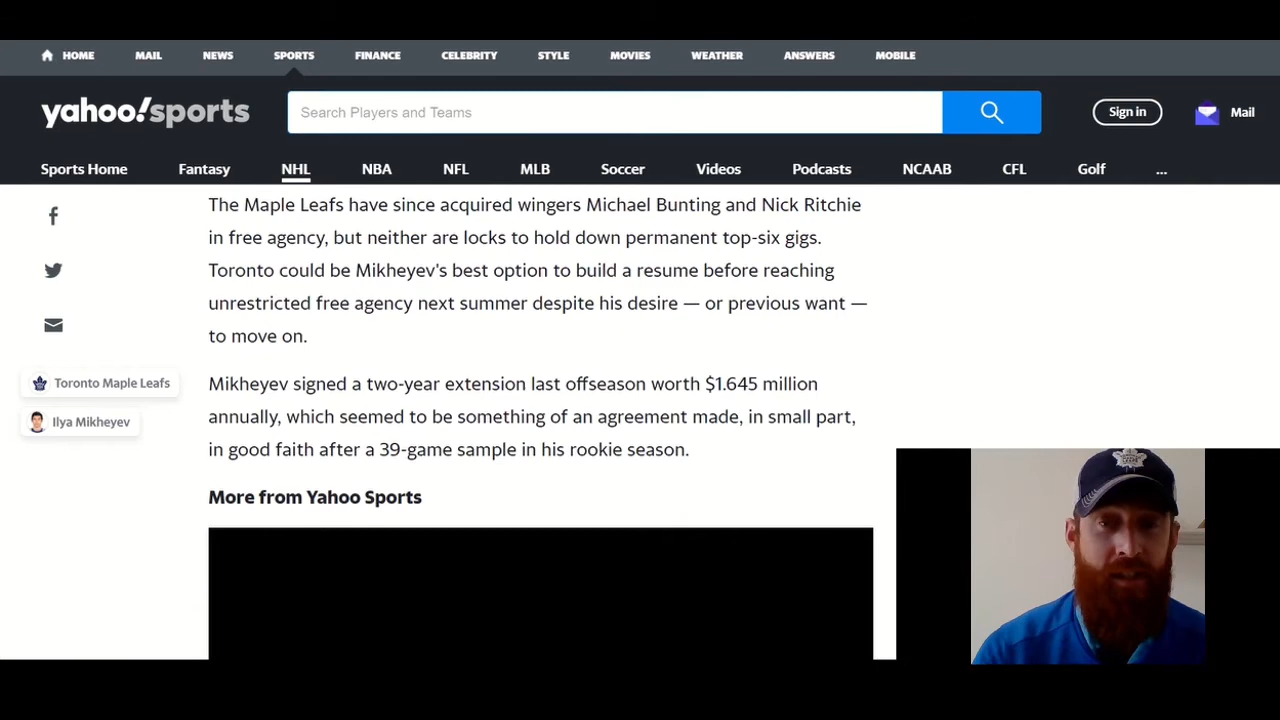 HOME MAIL NEWS SPORTS FINANCE CELEBRITY STYLE MOVIES WEATHER ANSWERS MOBILE
yahoo!sports Search Players and Teams Sign in Mail
Sports Home Fantasy NHL NBA NFL MLB Soccer Videos Podcasts NCAAB CFL Golf ...
The Maple Leafs have since acquired wingers Michael Bunting and Nick Ritchie
in free agency, but neither are locks to hold down permanent top-six gigs.
Toronto could be Mikheyev's best option to build a resume before reaching
unrestricted free agency next summer despite his desire — or previous want —
to move on.
Toronto Maple Leafs
Ilya Mikheyev
Mikheyev signed a two-year extension last offseason worth $1.645 million
annually, which seemed to be something of an agreement made, in small part,
in good faith after a 39-game sample in his rookie season.
More from Yahoo Sports